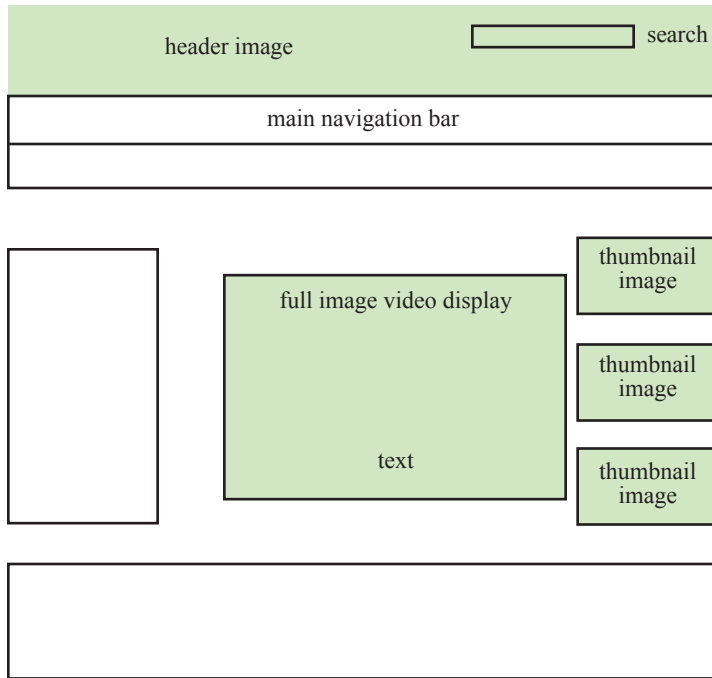 header image
search
main navigation bar
thumbnail
image
full image video display
thumbnail
image
text
thumbnail
image